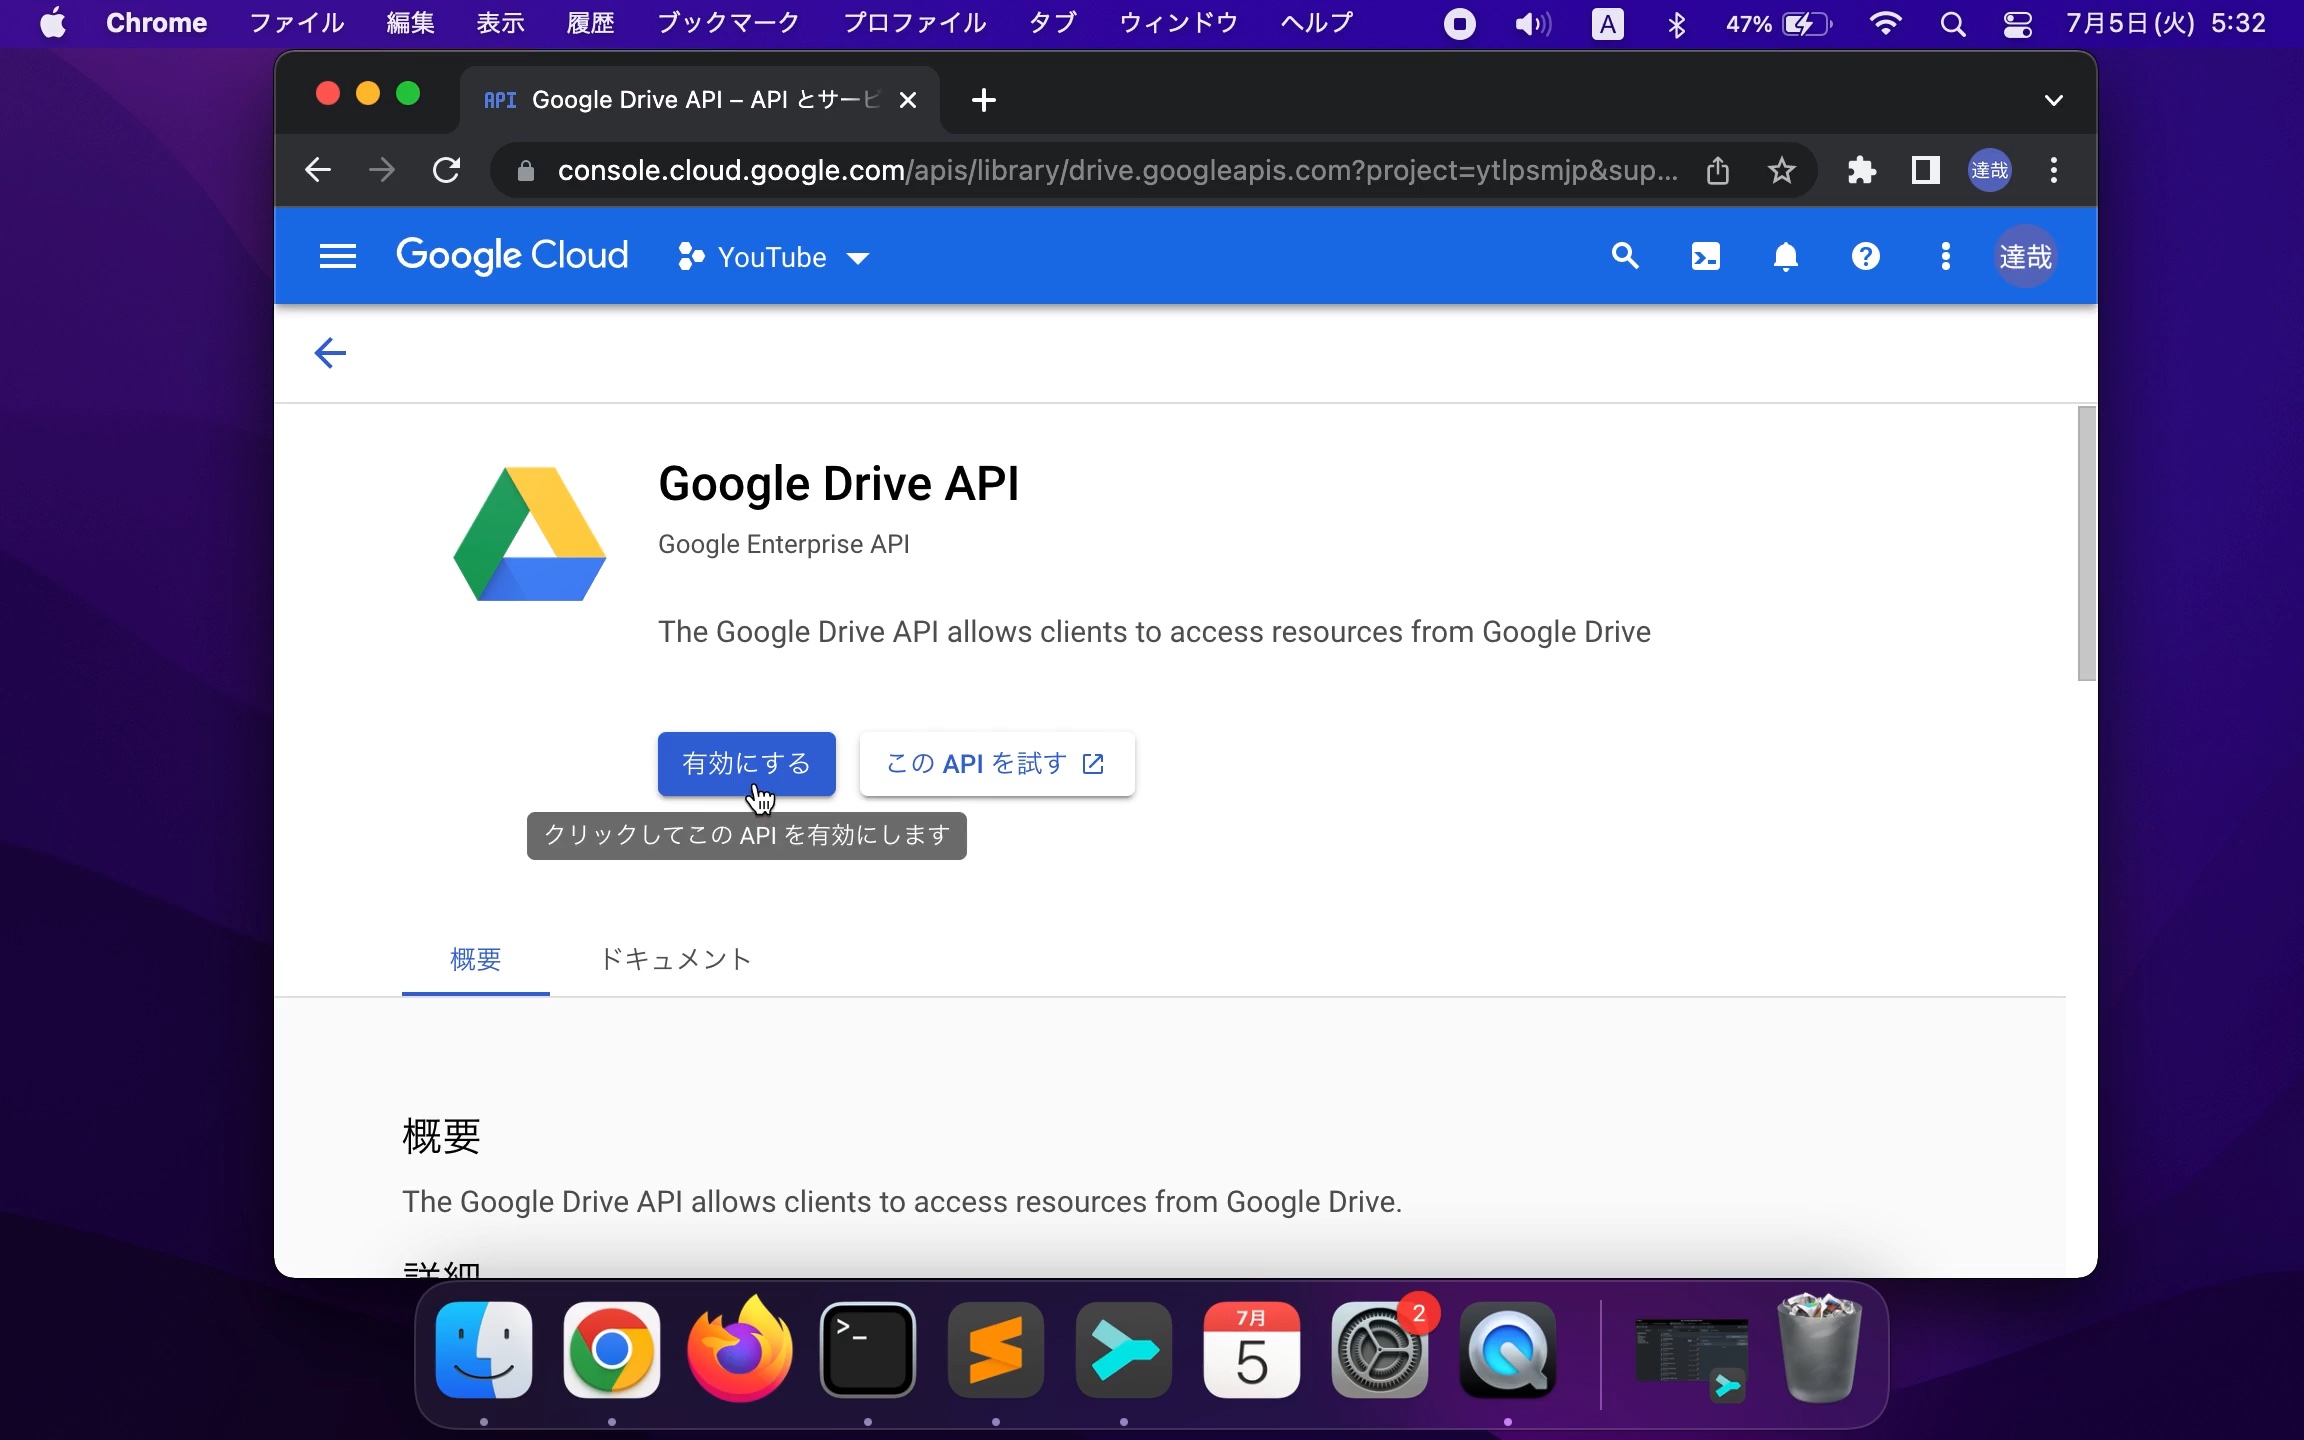 Chrome ファイル 編集 表示 履歴 ブックマーク プロファイル タブ ウィンドウ ヘルプ A 47% 7月5日(火) 5:32
API Google Drive API – API とサービ
console.cloud.google.com/apis/library/drive.googleapis.com?project=ytlpsmjp&sup... 達哉
Google Cloud YouTube 達哉
Google Drive API
Google Enterprise API
The Google Drive API allows clients to access resources from Google Drive
有効にする この API を試す
クリックしてこの API を有効にします
概要 ドキュメント
概要
The Google Drive API allows clients to access resources from Google Drive.
詳細
7月
5
2